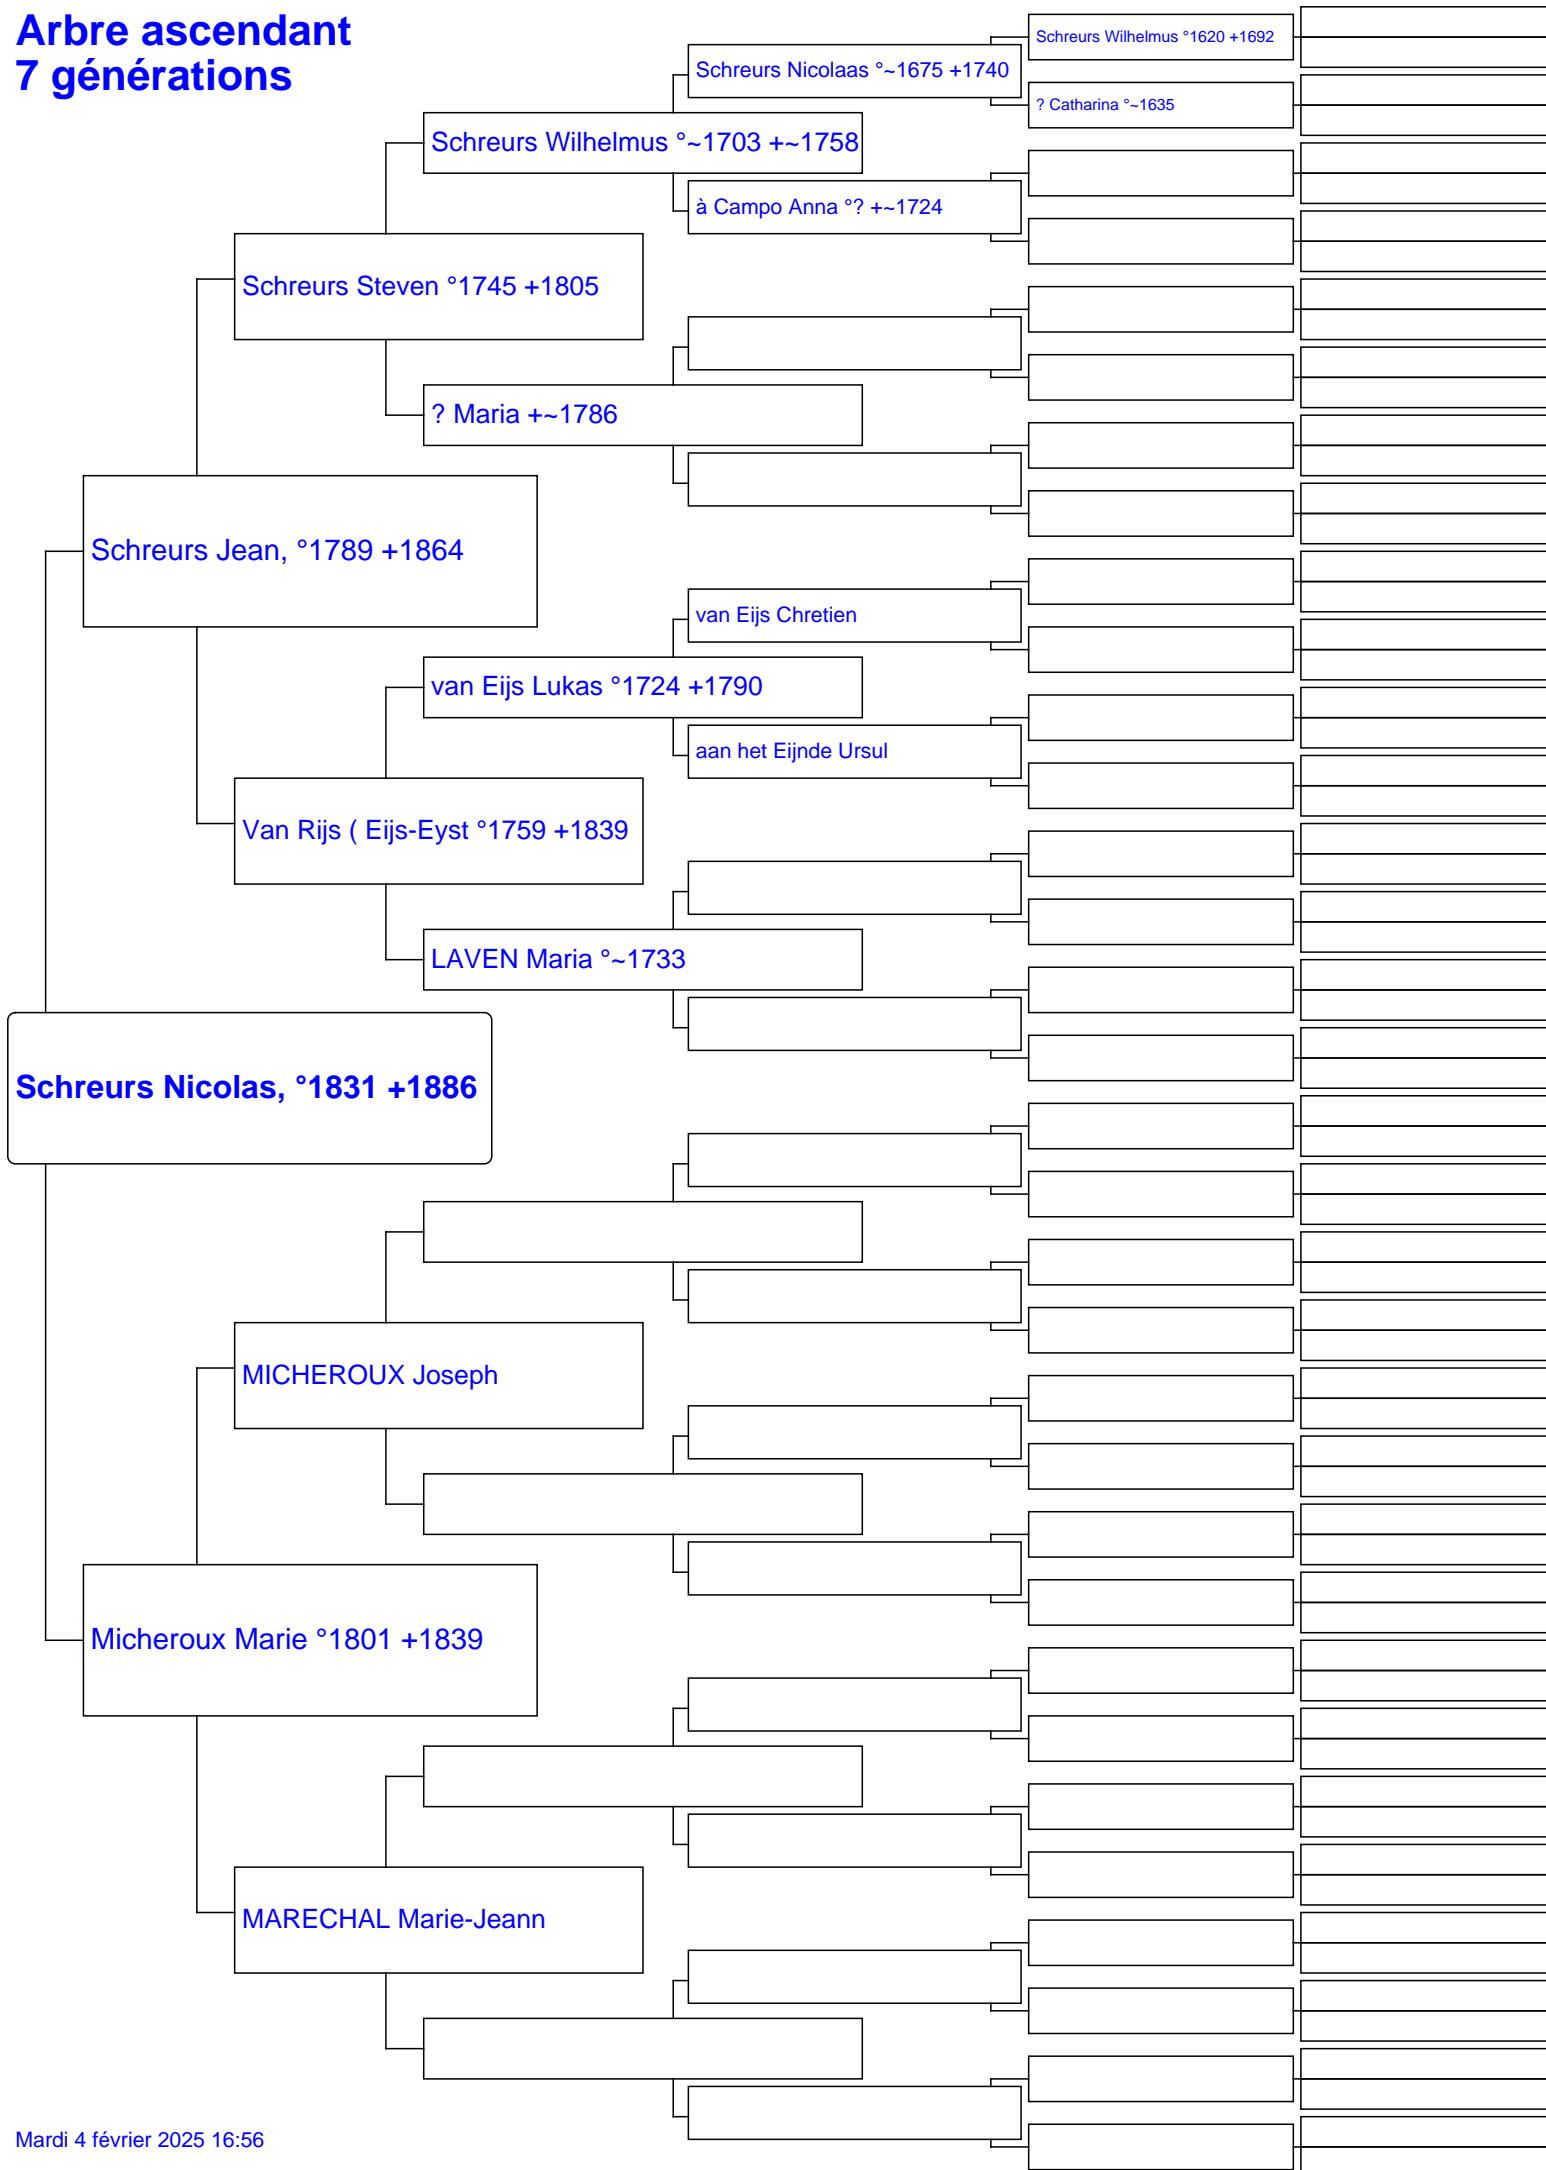 Arbre ascendant
7 générations
Schreurs Wilhelmus °1620 +1692
Schreurs Nicolaas °~1675 +1740
? Catharina °~1635
Schreurs Wilhelmus °~1703 +~1758
à Campo Anna °? +~1724
Schreurs Steven °1745 +1805
? Maria +~1786
Schreurs Jean, °1789 +1864
van Eijs Chretien
van Eijs Lukas °1724 +1790
aan het Eijnde Ursul
Van Rijs ( Eijs-Eyst °1759 +1839
LAVEN Maria °~1733
Schreurs Nicolas, °1831 +1886
MICHEROUX Joseph
Micheroux Marie °1801 +1839
MARECHAL Marie-Jeann
Mardi 4 février 2025 16:56